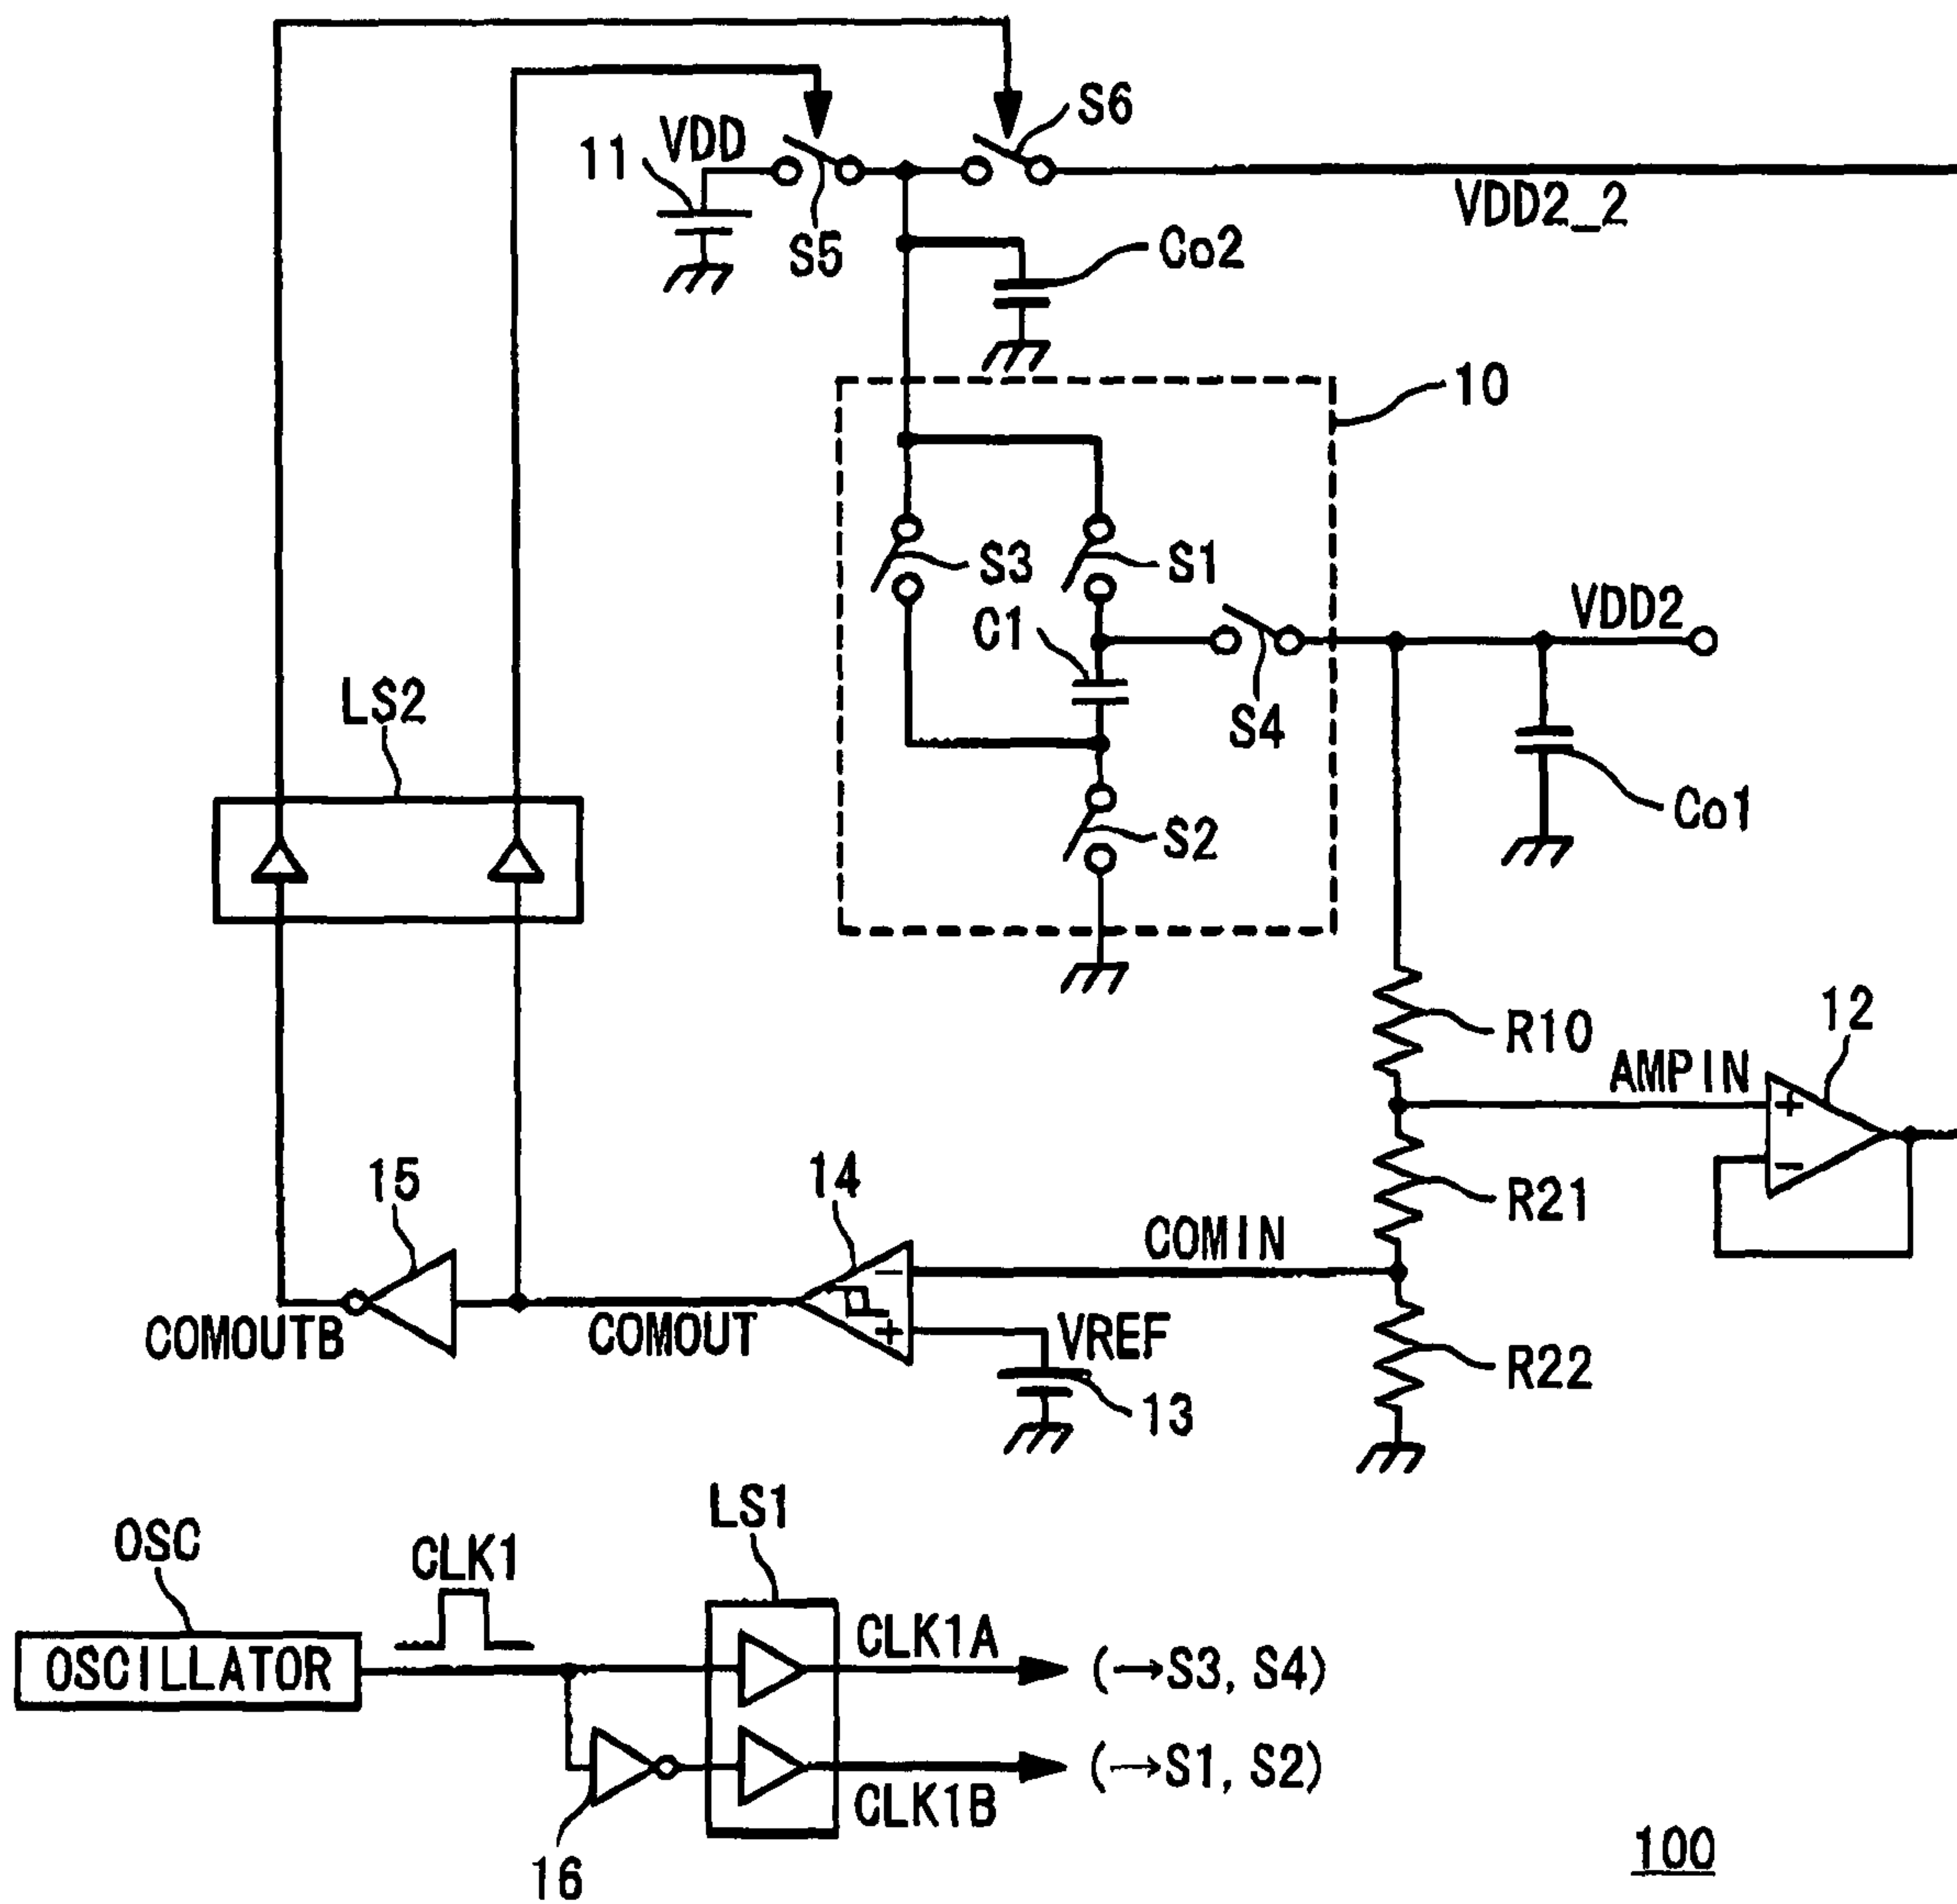 S6
11
VDD
VDD2_2
S5
Co2
10
S3
S1
VDD2
C1
LS2
S4
Co1
S2
12
R10
AMPIN
+
15
14
R21
−
COMIN
−
COMOUTB
COMOUT
+
VREF
R22
13
LS1
OSC
CLK1
OSCILLATOR
CLK1A
(→S3, S4)
(→S1, S2)
CLK1B
16
100